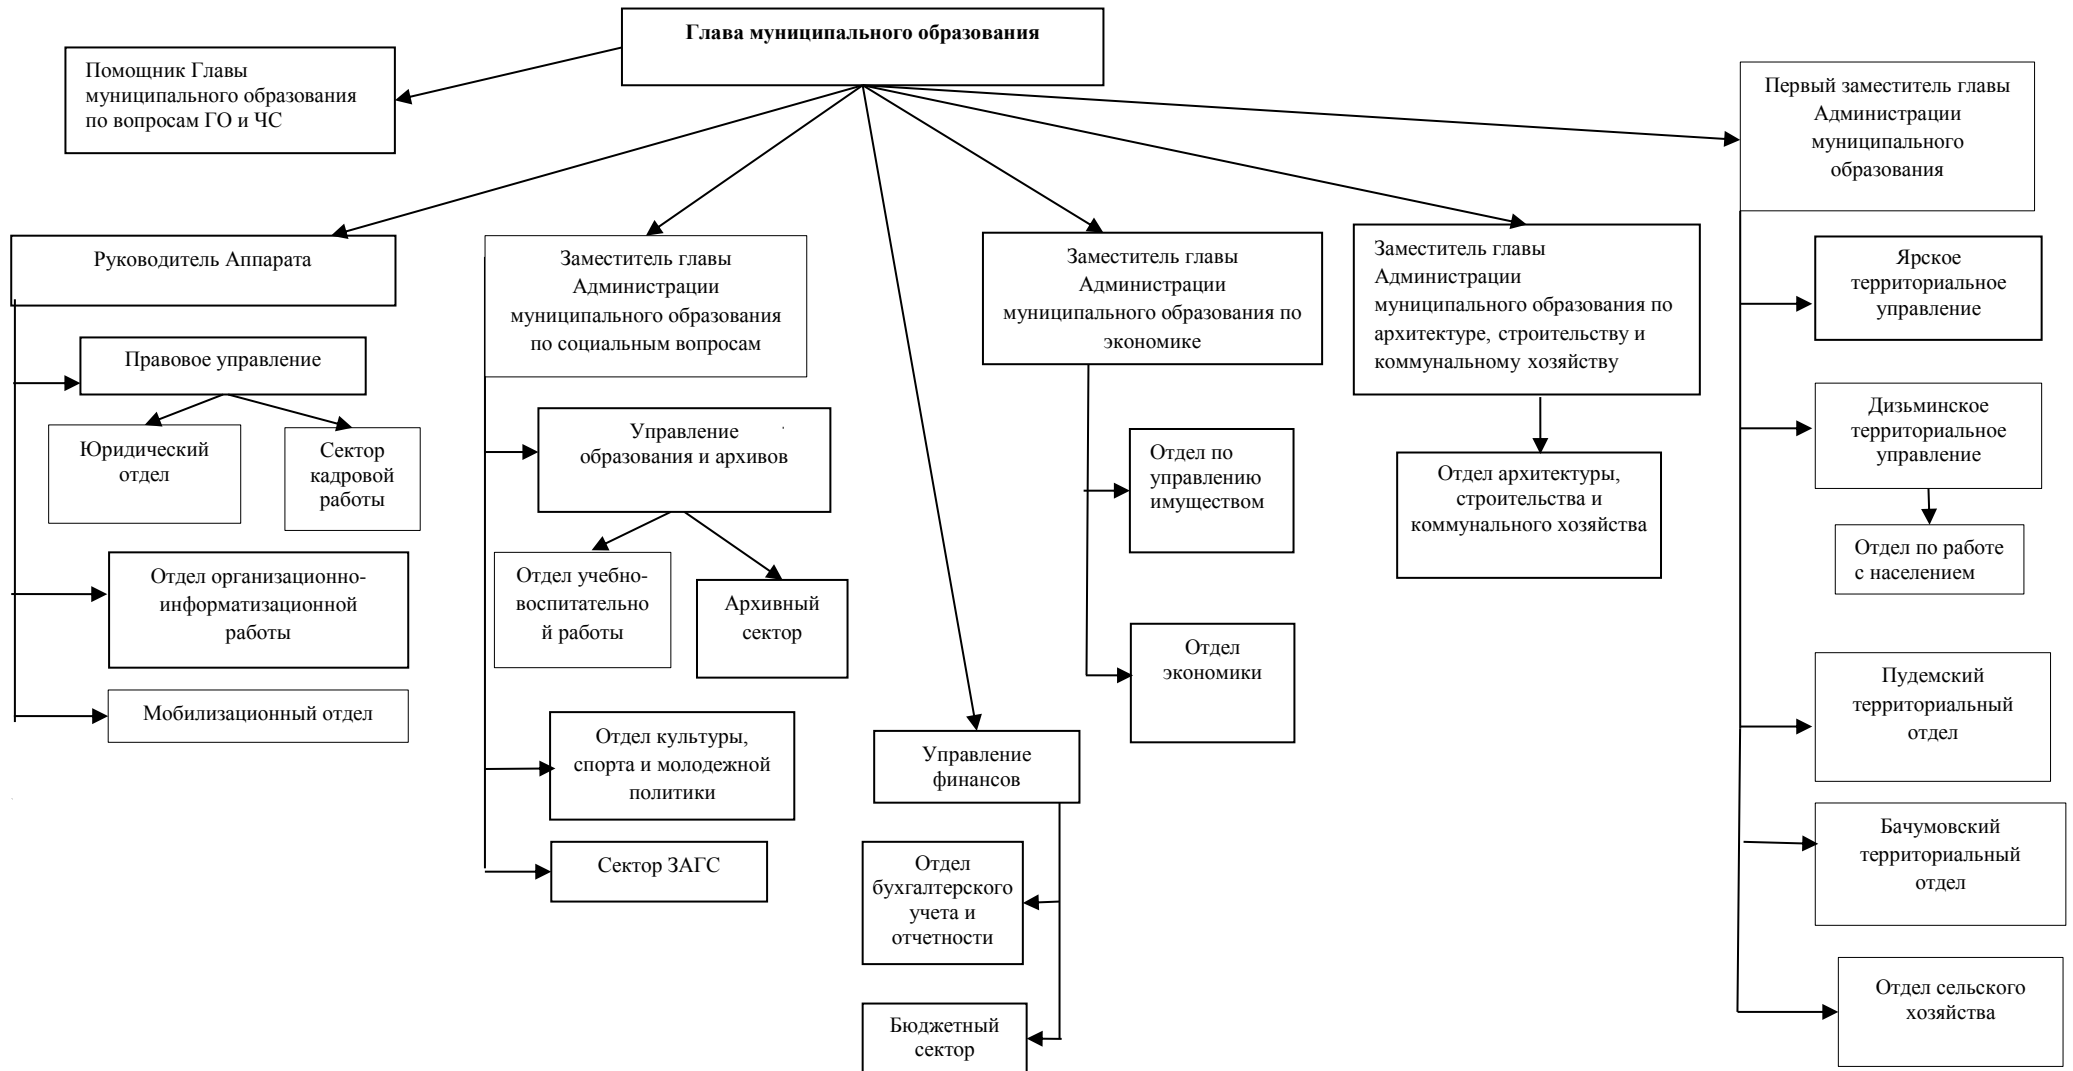 Глава муниципального образования
Помощник Главы
муниципального образования
по вопросам ГО и ЧС
Первый заместитель главы
Администрации
муниципального
образования
Руководитель Аппарата
Правовое управление
Юридический
отдел
Сектор
кадровой
работы
Отдел организационно-
информатизационной
работы
Мобилизационный отдел
Заместитель главы
Администрации
муниципального образования
по социальным вопросам
Управление
образования и архивов
Отдел учебно-
воспитательно
й работы
Архивный
сектор
Отдел культуры,
спорта и молодежной
политики
Сектор ЗАГС
Управление
финансов
Отдел
бухгалтерского
учета и
отчетности
Бюджетный
сектор
Заместитель главы
Администрации
муниципального образования по
экономике
Отдел по
управлению
имуществом
Отдел
экономики
Заместитель главы
Администрации
муниципального образования по
архитектуре, строительству и
коммунальному хозяйству
Отдел архитектуры,
строительства и
коммунального хозяйства
Ярское
территориальное
управление
Дизьминское
территориальное
управление
Отдел по работе
с населением
Пудемский
территориальный
отдел
Бачумовский
территориальный
отдел
Отдел сельского
хозяйства